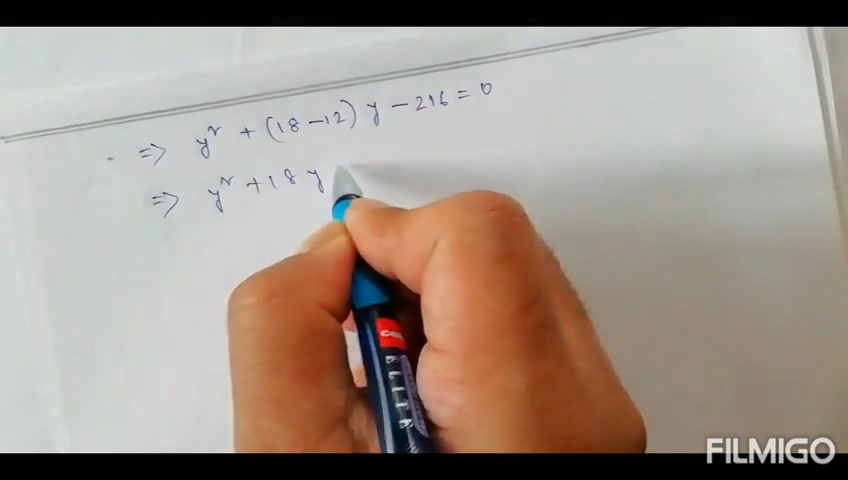 ⇒ y² + (18 - 12) y - 216 = 0
⇒ y² + 18 y
FILMIGO